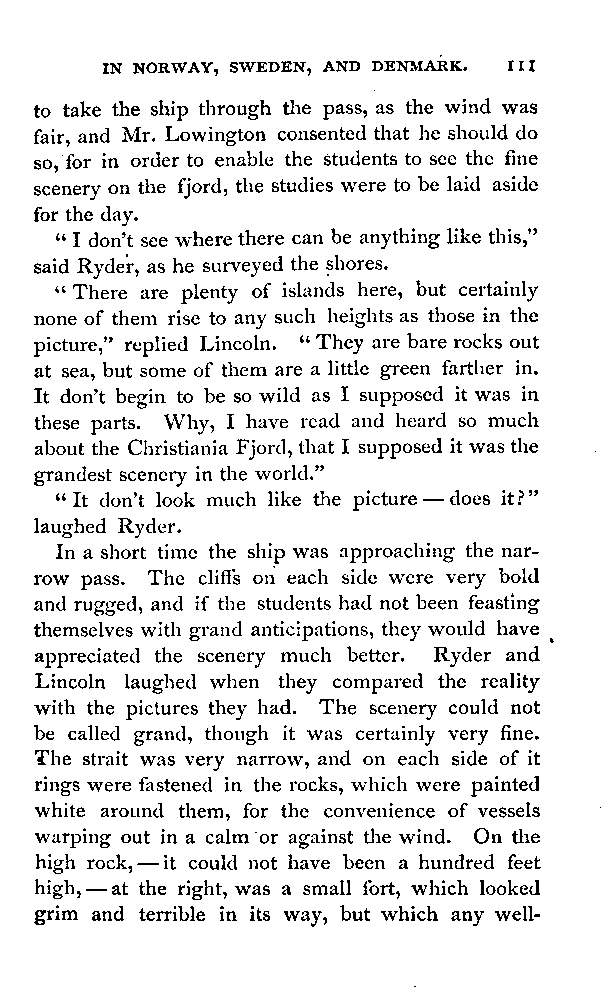 IN NORWAY, SWEDEN, AND DENMARK. 111
to take the ship through the pass, as the wind was
fair, and Mr. Lowington consented that he should do
so, for in order to enable the students to see the fine
scenery on the fjord, the studies were to be laid aside
for the day.
“ I don’t see where there can be anything like this,”
said Ryder, as he surveyed the shores.
“ There are plenty of islands here, but certainly
none of them rise to any such heights as those in the
picture,” replied Lincoln. “ They are bare rocks out
at sea, but some of them are a little green farther in.
It don’t begin to be so wild as I supposed it was in
these parts. Why, I have read and heard so much
about the Christiania Fjord, that I supposed it was the
grandest scenery in the world.”
“ It don’t look much like the picture — does it?”
laughed Ryder.
In a short time the ship was approaching the nar-
row pass. The cliffs on each side were very bold
and rugged, and if the students had not been feasting
themselves with grand anticipations, they would have
appreciated the scenery much better. Ryder and
Lincoln laughed when they compared the reality
with the pictures they had. The scenery could not
be called grand, though it was certainly very fine.
The strait was very narrow, and on each side of it
rings were fastened in the rocks, which were painted
white around them, for the convenience of vessels
warping out in a calm or against the wind. On the
high rock, — it could not have been a hundred feet
high, — at the right, was a small fort, which looked
grim and terrible in its way, but which any well-